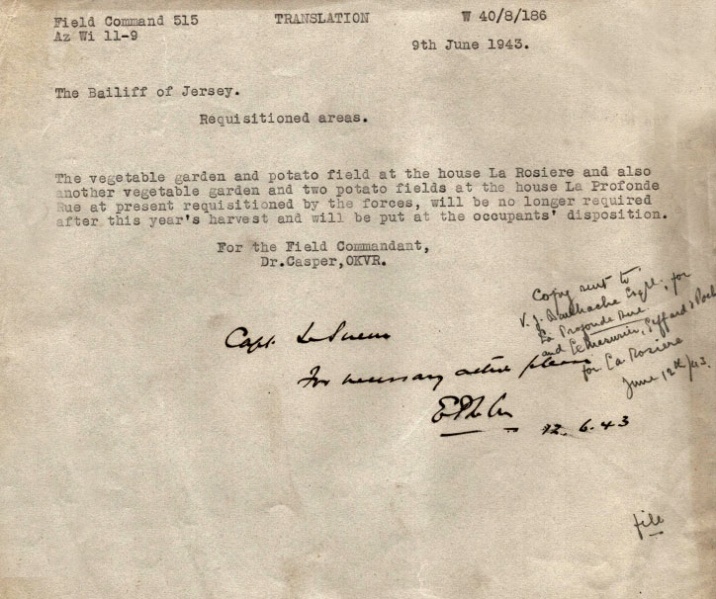 Field Command 515 TRANSLATION W 40/8/186
Az Wi 11-9
9th June 1943.
The Bailiff of Jersey.
Requisitioned areas.
The vegetable garden and potato field at the house La Rosiere and also
another vegetable garden and two potato fields at the house La Profonde
Rue at present requisitioned by the forces, will be no longer required
after this year's harvest and will be put at the occupants' disposition.
For the Field Commandant,
Dr.Casper,OKVR.
Copy sent to
V. J. Esqre. for
La Profonde Rue
and
for La Rosiere
June 12th/43.
Capt. Le Sueur
For necessary action please
12. 6. 43
file